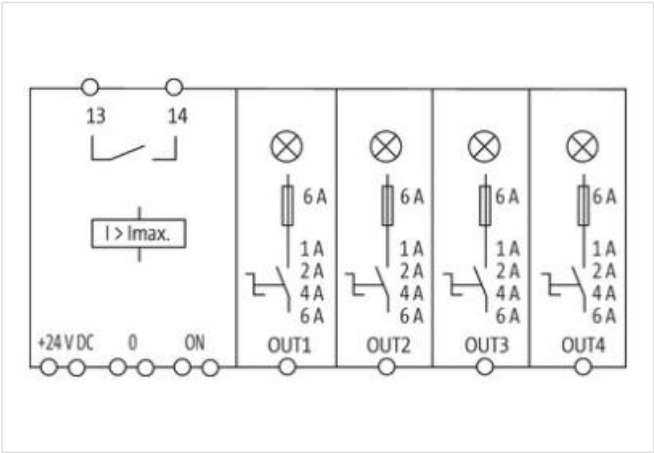 13 14
I > Imax.
+24 V DC 0 ON
6 A
1 A
2 A
4 A
6 A
OUT1
6 A
1 A
2 A
4 A
6 A
OUT2
6 A
1 A
2 A
4 A
6 A
OUT3
6 A
1 A
2 A
4 A
6 A
OUT4